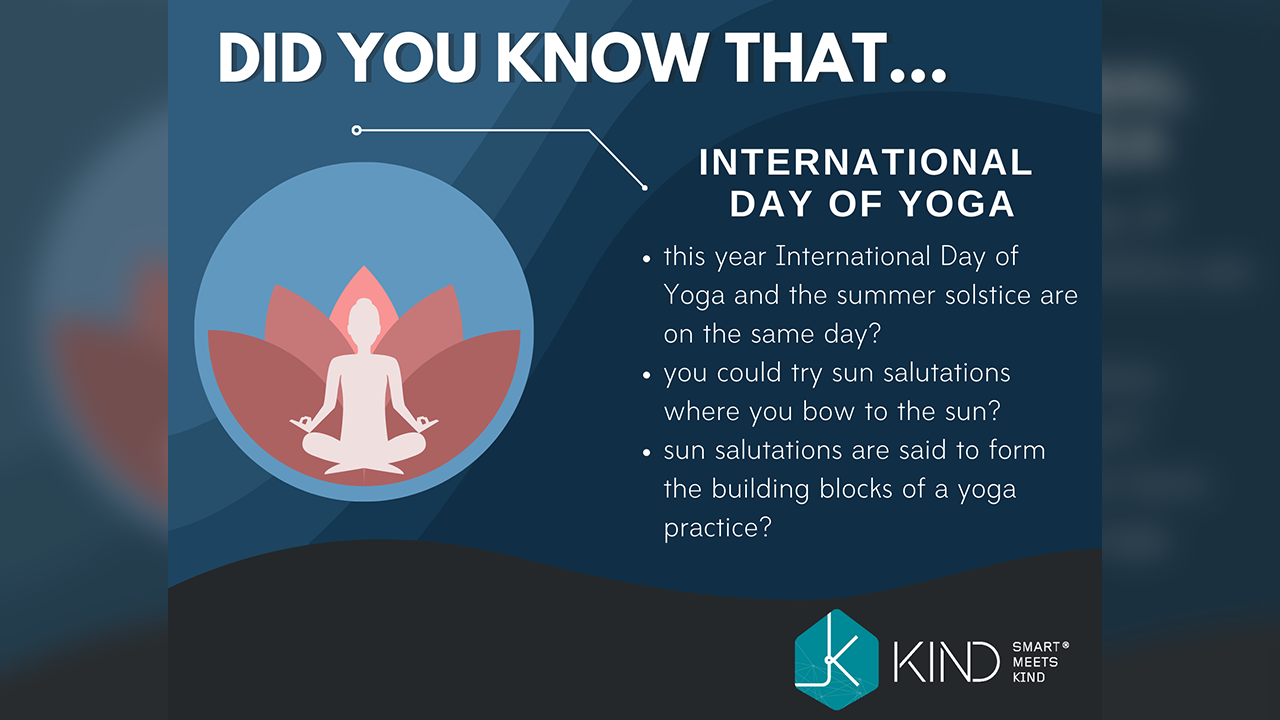 DID YOU KNOW THAT...
INTERNATIONAL
DAY OF YOGA
• this year International Day of
Yoga and the summer solstice are
on the same day?
• you could try sun salutations
where you bow to the sun?
• sun salutations are said to form
the building blocks of a yoga
practice?
K KIND
SMART®
MEETS
KIND